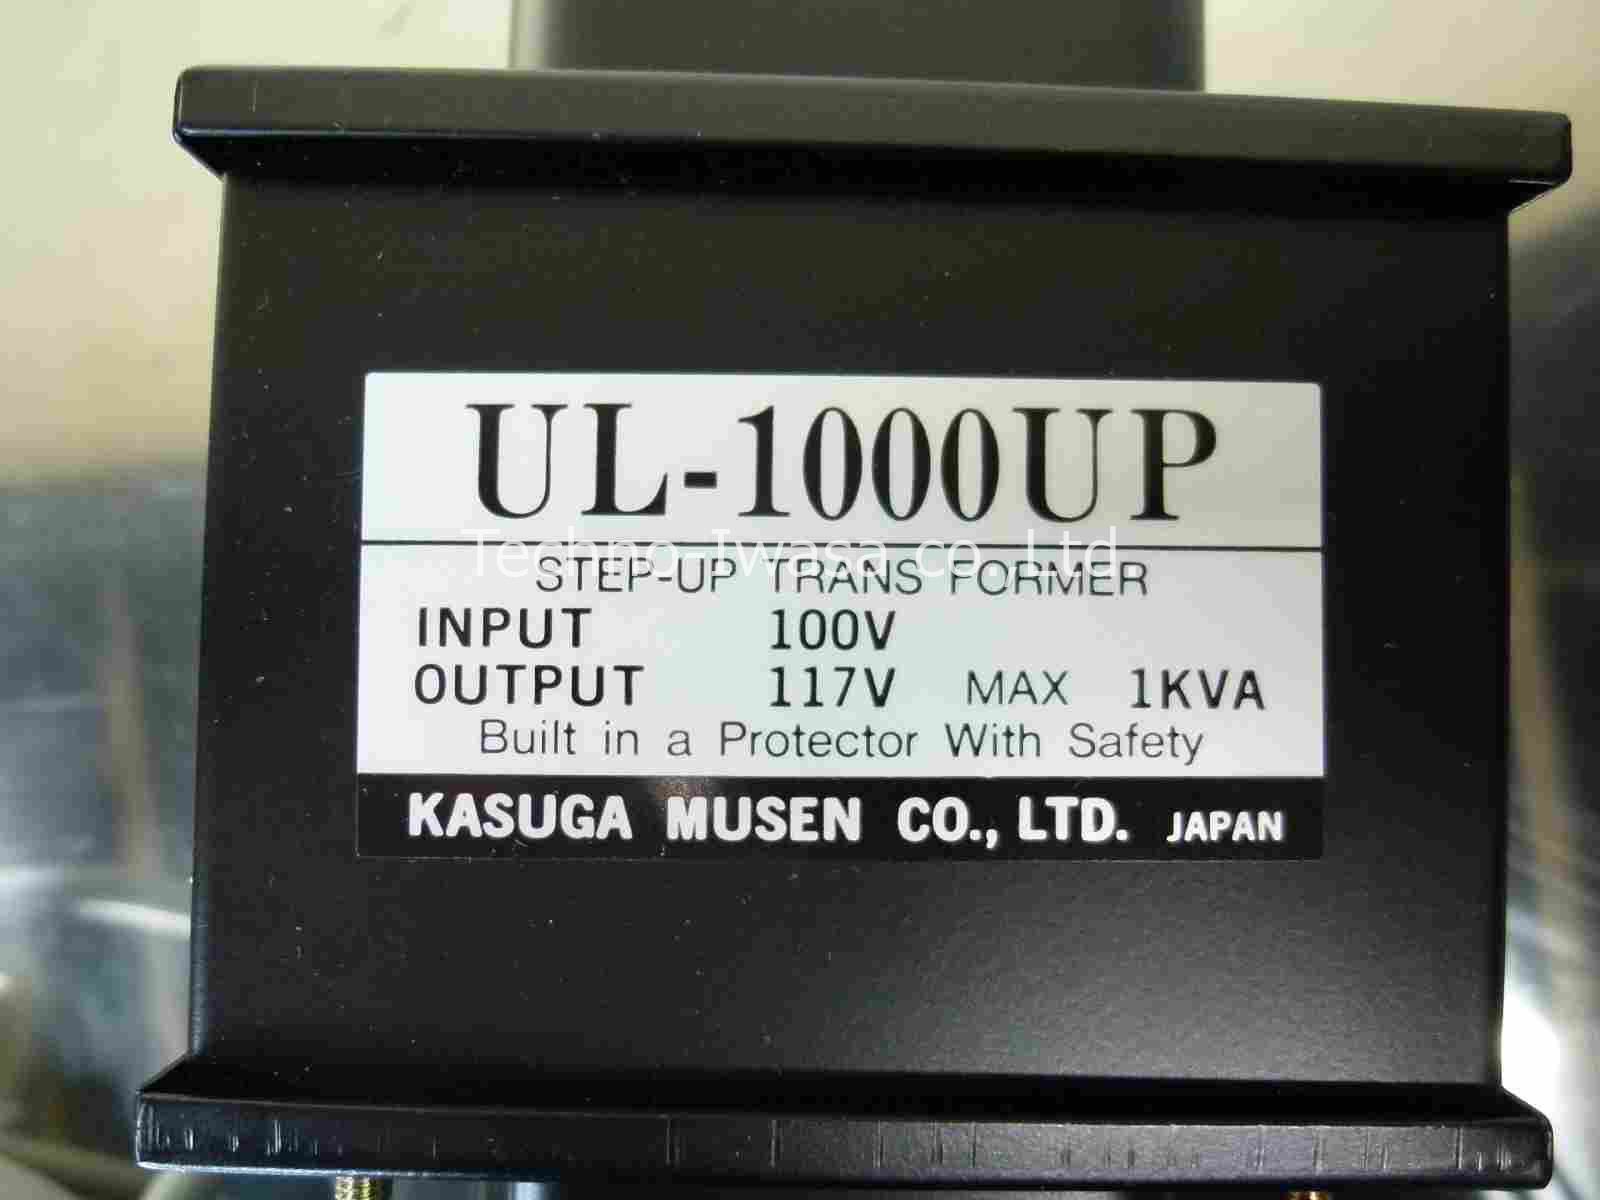 UL-1000UP
Techno-Iwasa co.,Ltd.
STEP-UP TRANS FORMER
INPUT 100V
OUTPUT 117V MAX 1KVA
Built in a Protector With Safety
KASUGA MUSEN CO., LTD. JAPAN